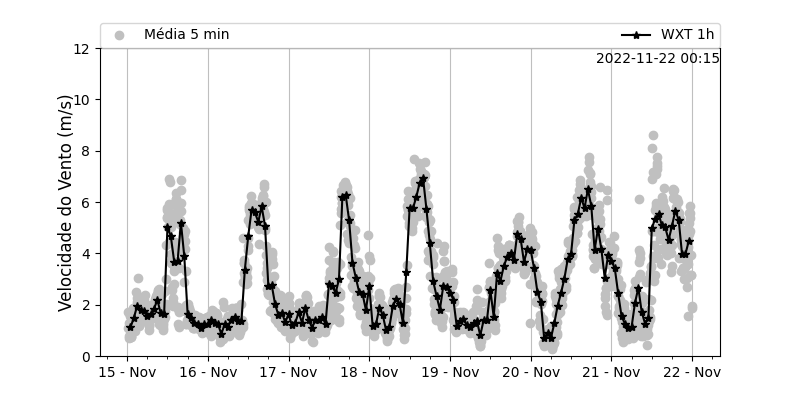 Média 5 min
WXT 1h
2022-11-22 00:15
Velocidade do Vento (m/s)
12
10
8
6
4
2
0
15 - Nov 16 - Nov 17 - Nov 18 - Nov 19 - Nov 20 - Nov 21 - Nov 22 - Nov